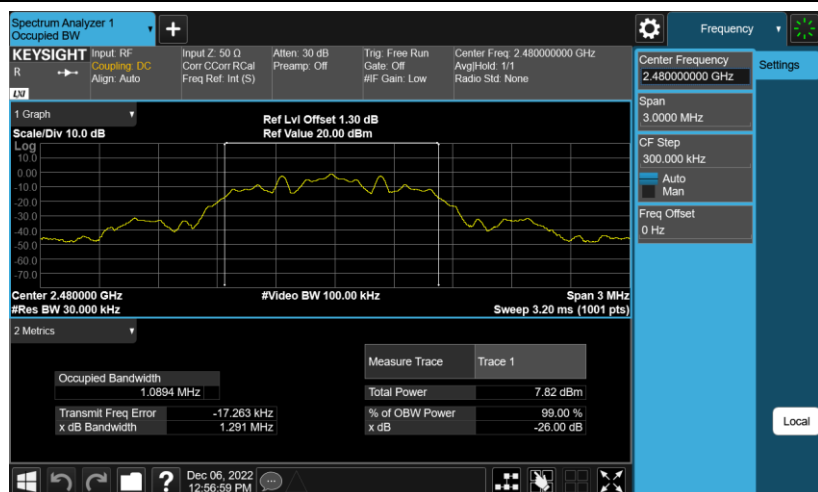 Spectrum Analyzer 1
Occupied BW
Frequency
KEYSIGHT
R
LXI
Input: RF
Coupling: DC
Align: Auto
Input Z: 50 Ω
Corr CCorr RCal
Freq Ref: Int (S)
Atten: 30 dB
Preamp: Off
Trig: Free Run
Gate: Off
#IF Gain: Low
Center Freq: 2.480000000 GHz
Avg|Hold: 1/1
Radio Std: None
Center Frequency
2.480000000 GHz
Settings
Span
3.0000 MHz
CF Step
300.000 kHz
Auto
Man
Freq Offset
0 Hz
Local
1 Graph
Scale/Div 10.0 dB
Ref Lvl Offset 1.30 dB
Ref Value 20.00 dBm
Log
10.0
0.00
-10.0
-20.0
-30.0
-40.0
-50.0
-60.0
-70.0
Center 2.480000 GHz
#Video BW 100.00 kHz
Span 3 MHz
#Res BW 30.000 kHz
Sweep 3.20 ms (1001 pts)
2 Metrics
Occupied Bandwidth
1.0894 MHz
Transmit Freq Error -17.263 kHz
x dB Bandwidth 1.291 MHz
Measure Trace Trace 1
Total Power 7.82 dBm
% of OBW Power 99.00 %
x dB -26.00 dB
?
Dec 06, 2022
12:56:59 PM